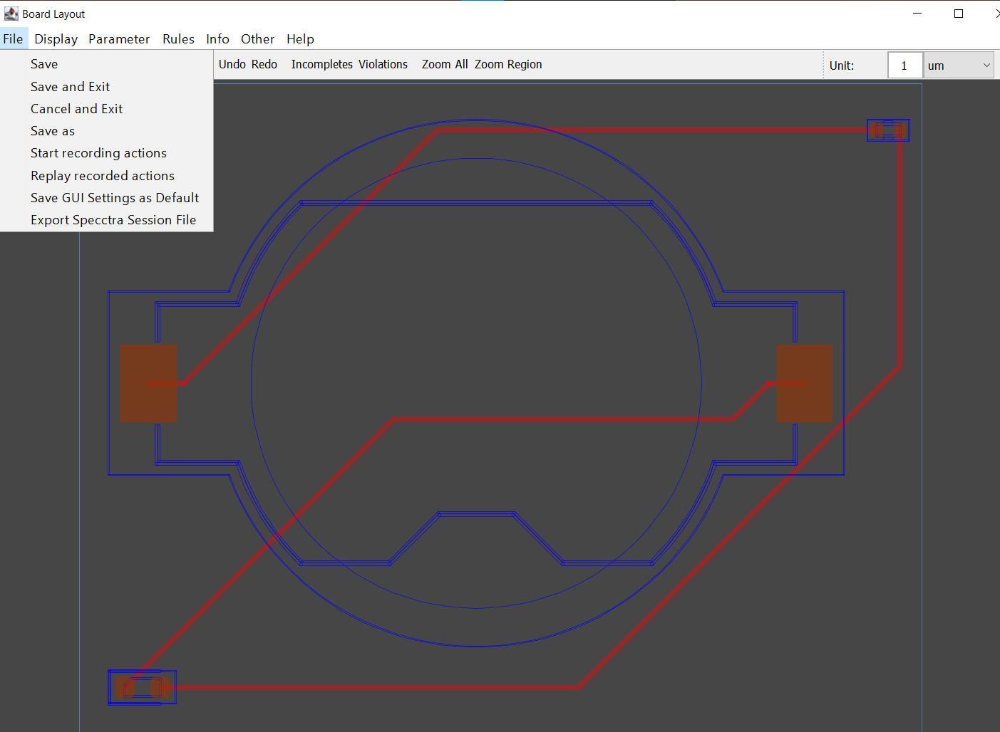 Board Layout
File Display Parameter Rules Info Other Help
Undo Redo Incompletes Violations Zoom All Zoom Region Unit: 1 um
Save
Save and Exit
Cancel and Exit
Save as
Start recording actions
Replay recorded actions
Save GUI Settings as Default
Export Specctra Session File